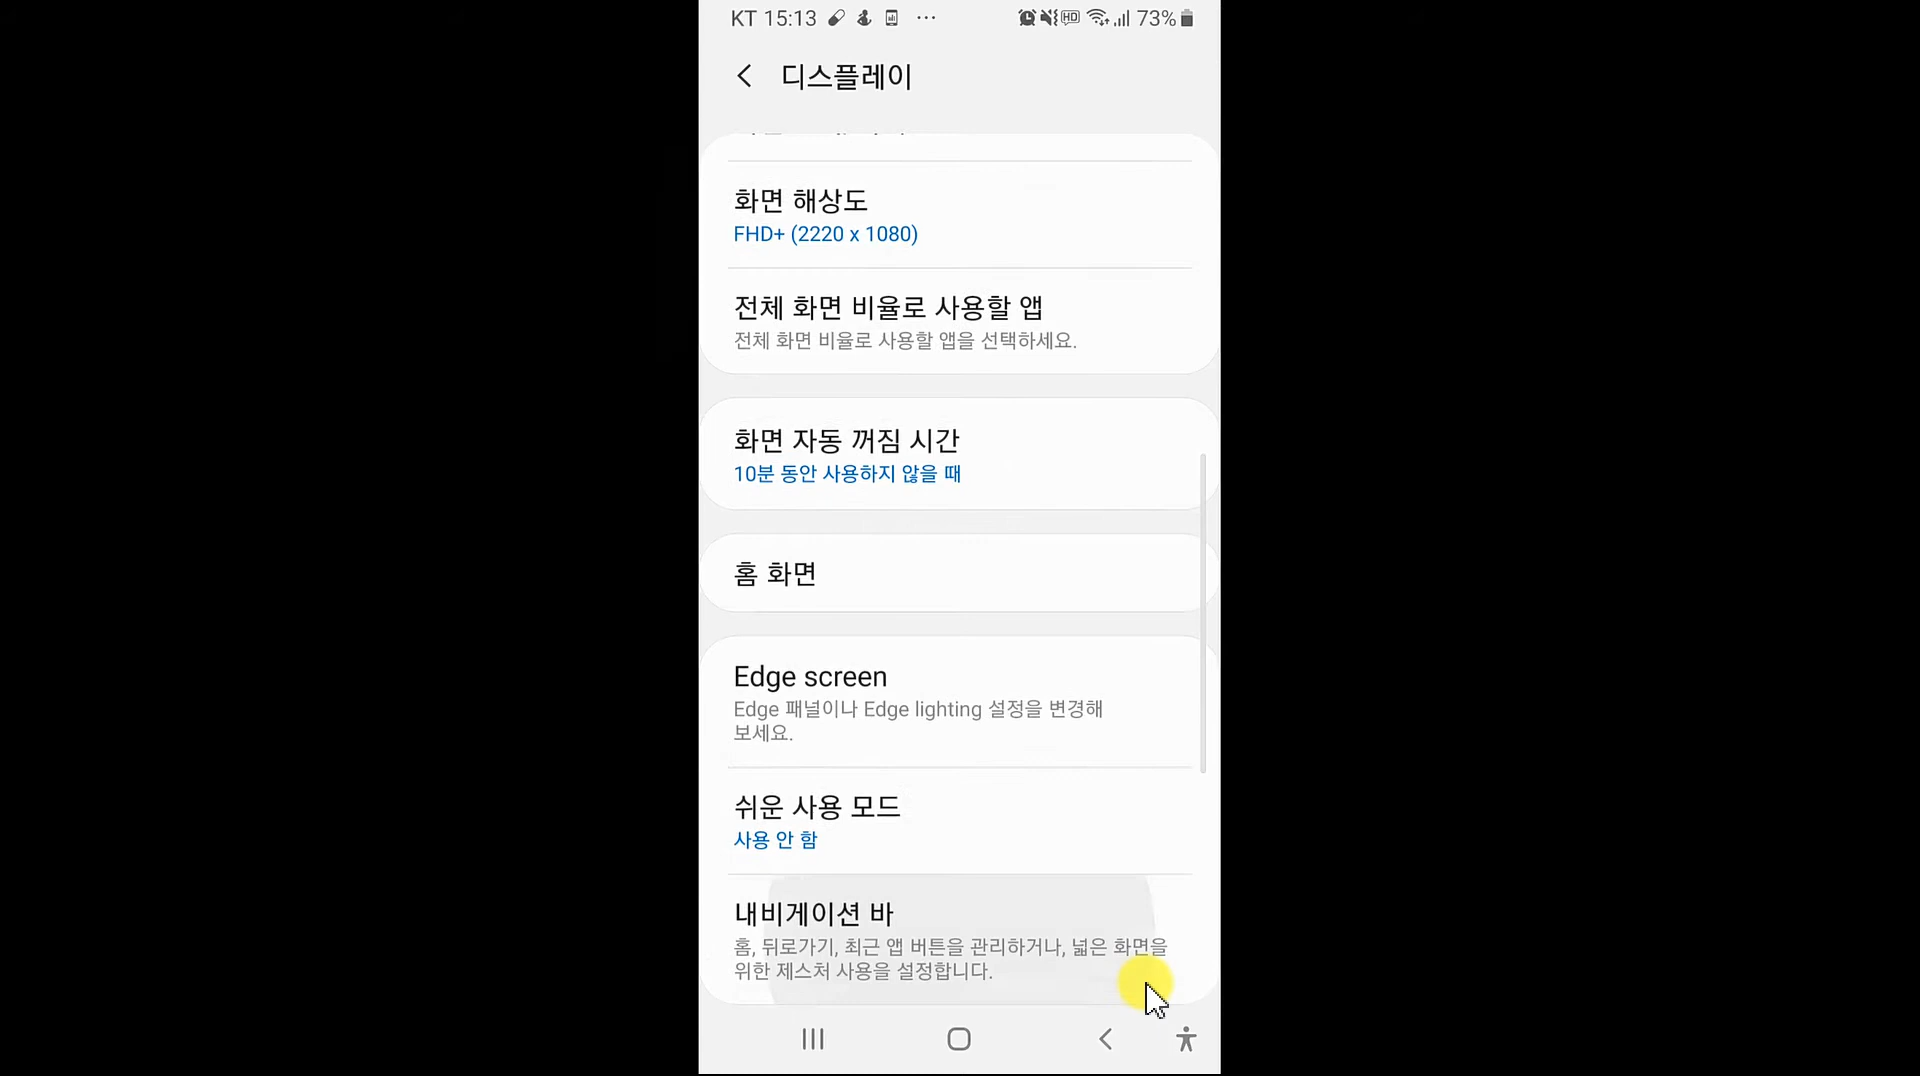 KT 15:13
HD 73%
디스플레이
화면 해상도
FHD+ (2220 x 1080)
전체 화면 비율로 사용할 앱
전체 화면 비율로 사용할 앱을 선택하세요.
화면 자동 꺼짐 시간
10분 동안 사용하지 않을 때
홈 화면
Edge screen
Edge 패널이나 Edge lighting 설정을 변경해
보세요.
쉬운 사용 모드
사용 안 함
내비게이션 바
홈, 뒤로가기, 최근 앱 버튼을 관리하거나, 넓은 화면을
위한 제스처 사용을 설정합니다.